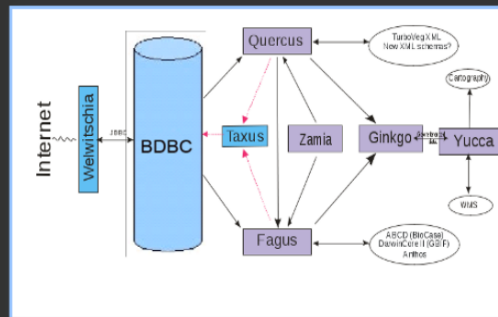 Quercus
TurboVeg XML
New XML schemas?
Cartography
Internet
Welwitschia
JDBC
BDBC
Taxus
Zamia
Ginkgo
Yucca
WMS
Fagus
ABCD (BioCase)
DarwinCore II (GBIF)
Anthos